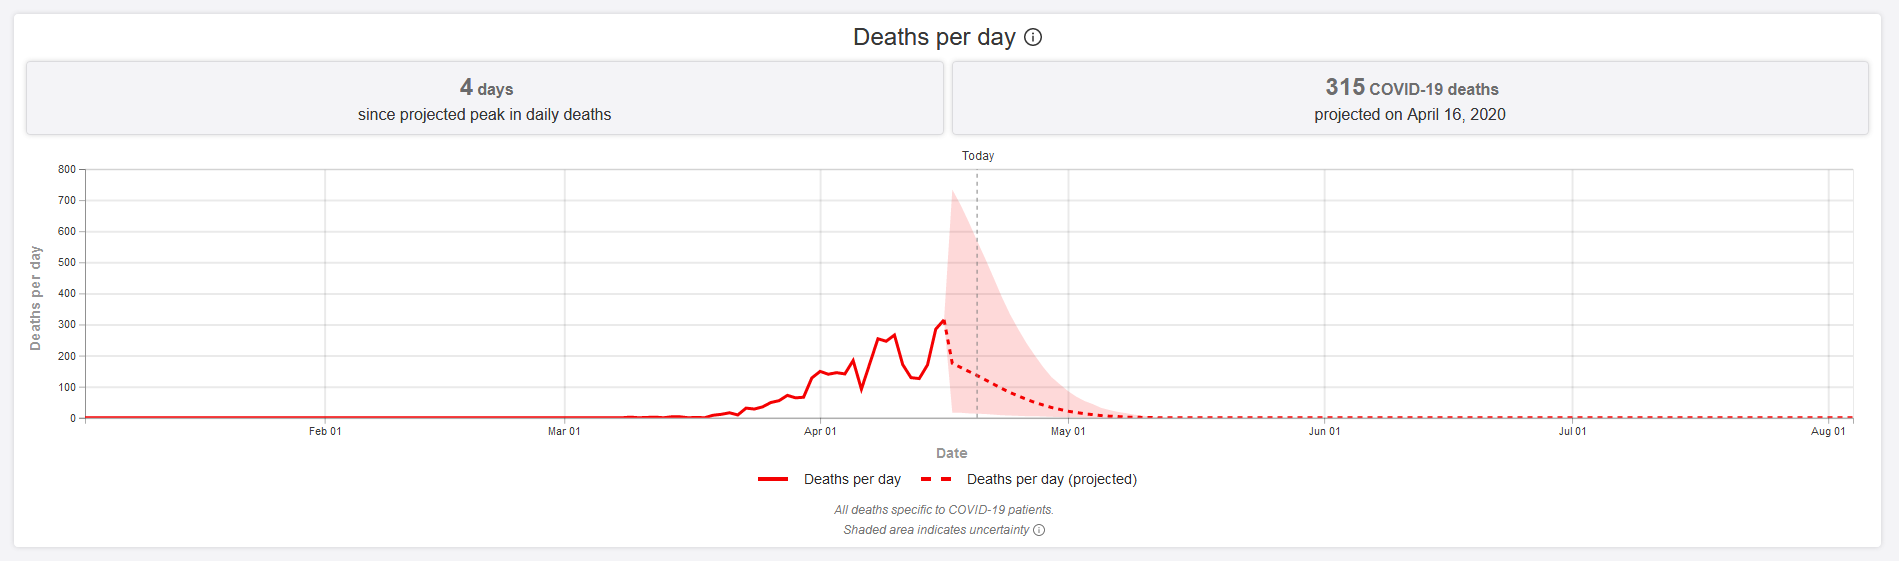 Deaths per day
4 days
since projected peak in daily deaths
315 COVID-19 deaths
projected on April 16, 2020
Today
800
700
600
500
400
300
200
100
0
Deaths per day
Feb 01
Mar 01
Apr 01
May 01
Jun 01
Jul 01
Aug 01
Date
Deaths per day
Deaths per day (projected)
All deaths specific to COVID-19 patients.
Shaded area indicates uncertainty